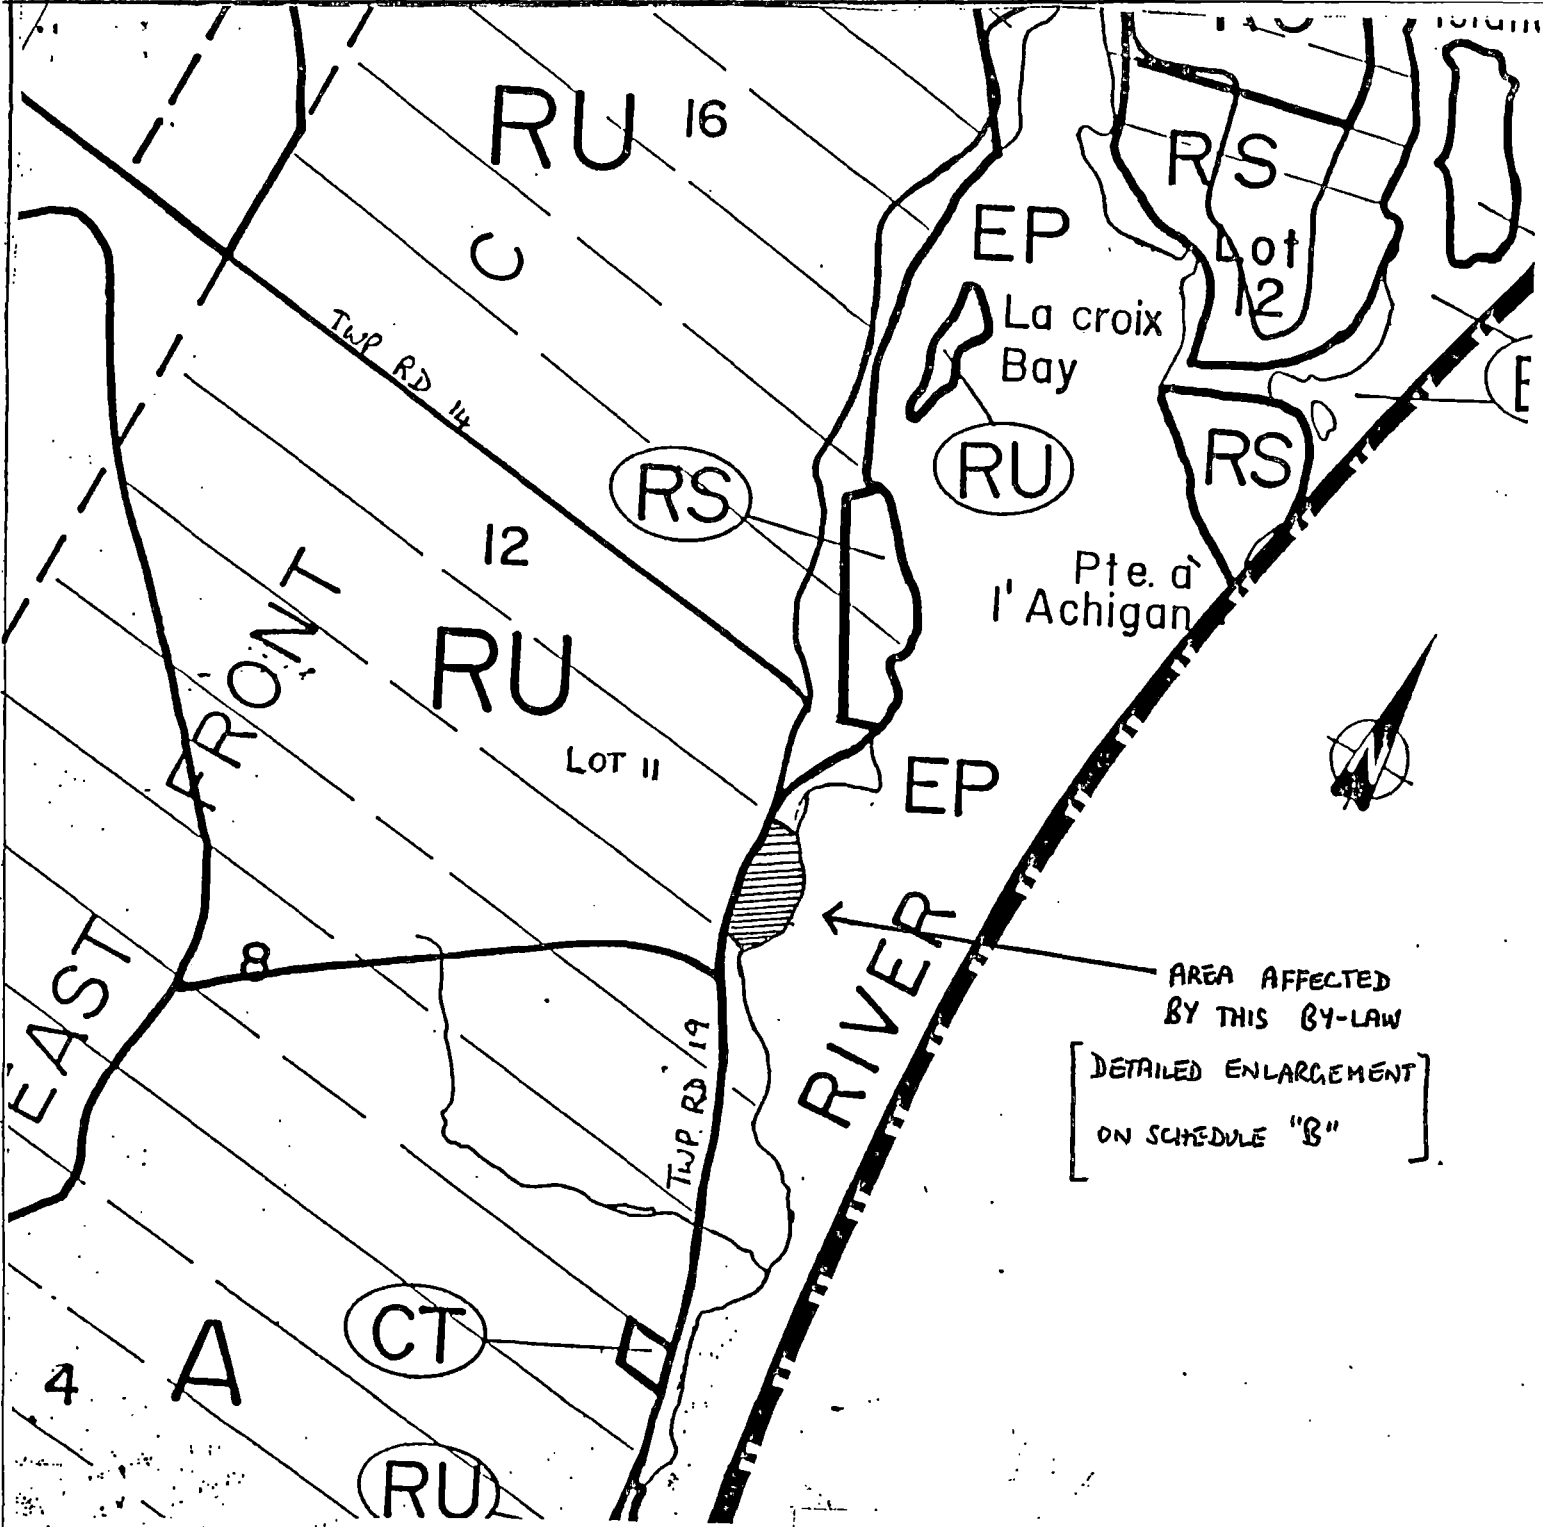 RU 16
RS
Lot
12
EP
C
La croix
Bay
TWP RD 14
RS
RU
RS
12
Pte. à
l'Achigan
FRONT
RU
LOT 11
N
EP
EAST
8
RIVER
AREA AFFECTED
BY THIS BY-LAW
DETAILED ENLARGEMENT
ON SCHEDULE "B"
TWP. RD 19
CT
4 A
RU